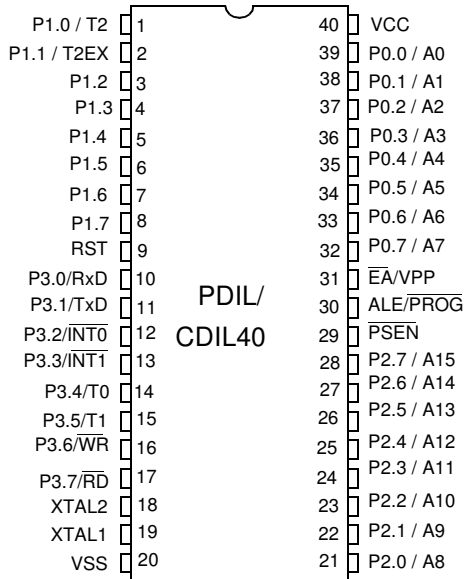 P1.0 / T2 1 40 VCC
P1.1 / T2EX 2 39 P0.0 / A0
P1.2 3 38 P0.1 / A1
P1.3 4 37 P0.2 / A2
P1.4 5 36 P0.3 / A3
P1.5 6 35 P0.4 / A4
P1.6 7 34 P0.5 / A5
P1.7 8 33 P0.6 / A6
RST 9 32 P0.7 / A7
P3.0/RxD 10 31 E̅A̅/VPP
P3.1/TxD 11 PDIL/ 30 ALE/P̅R̅O̅G̅
P3.2/I̅N̅T̅0̅ 12 CDIL40 29 P̅S̅E̅N̅
P3.3/I̅N̅T̅1̅ 13 28 P2.7 / A15
P3.4/T0 14 27 P2.6 / A14
P3.5/T1 15 26 P2.5 / A13
P3.6/W̅R̅ 16 25 P2.4 / A12
P3.7/R̅D̅ 17 24 P2.3 / A11
XTAL2 18 23 P2.2 / A10
XTAL1 19 22 P2.1 / A9
VSS 20 21 P2.0 / A8